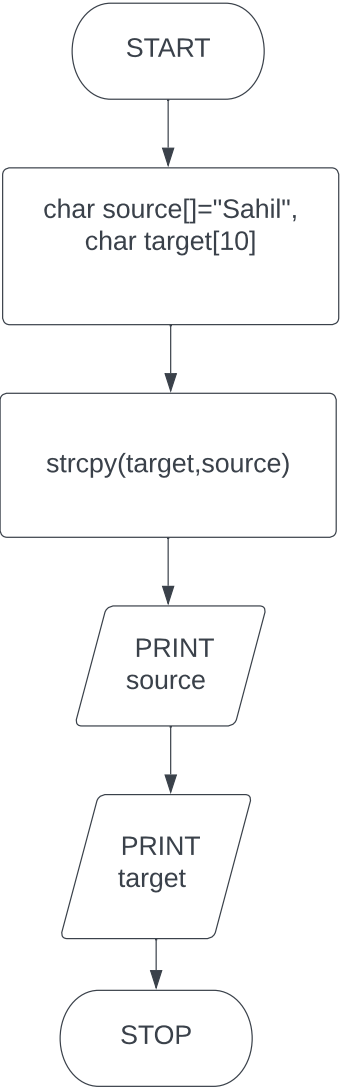 START
char source[]="Sahil",
char target[10]
strcpy(target,source)
PRINT
source
PRINT
target
STOP